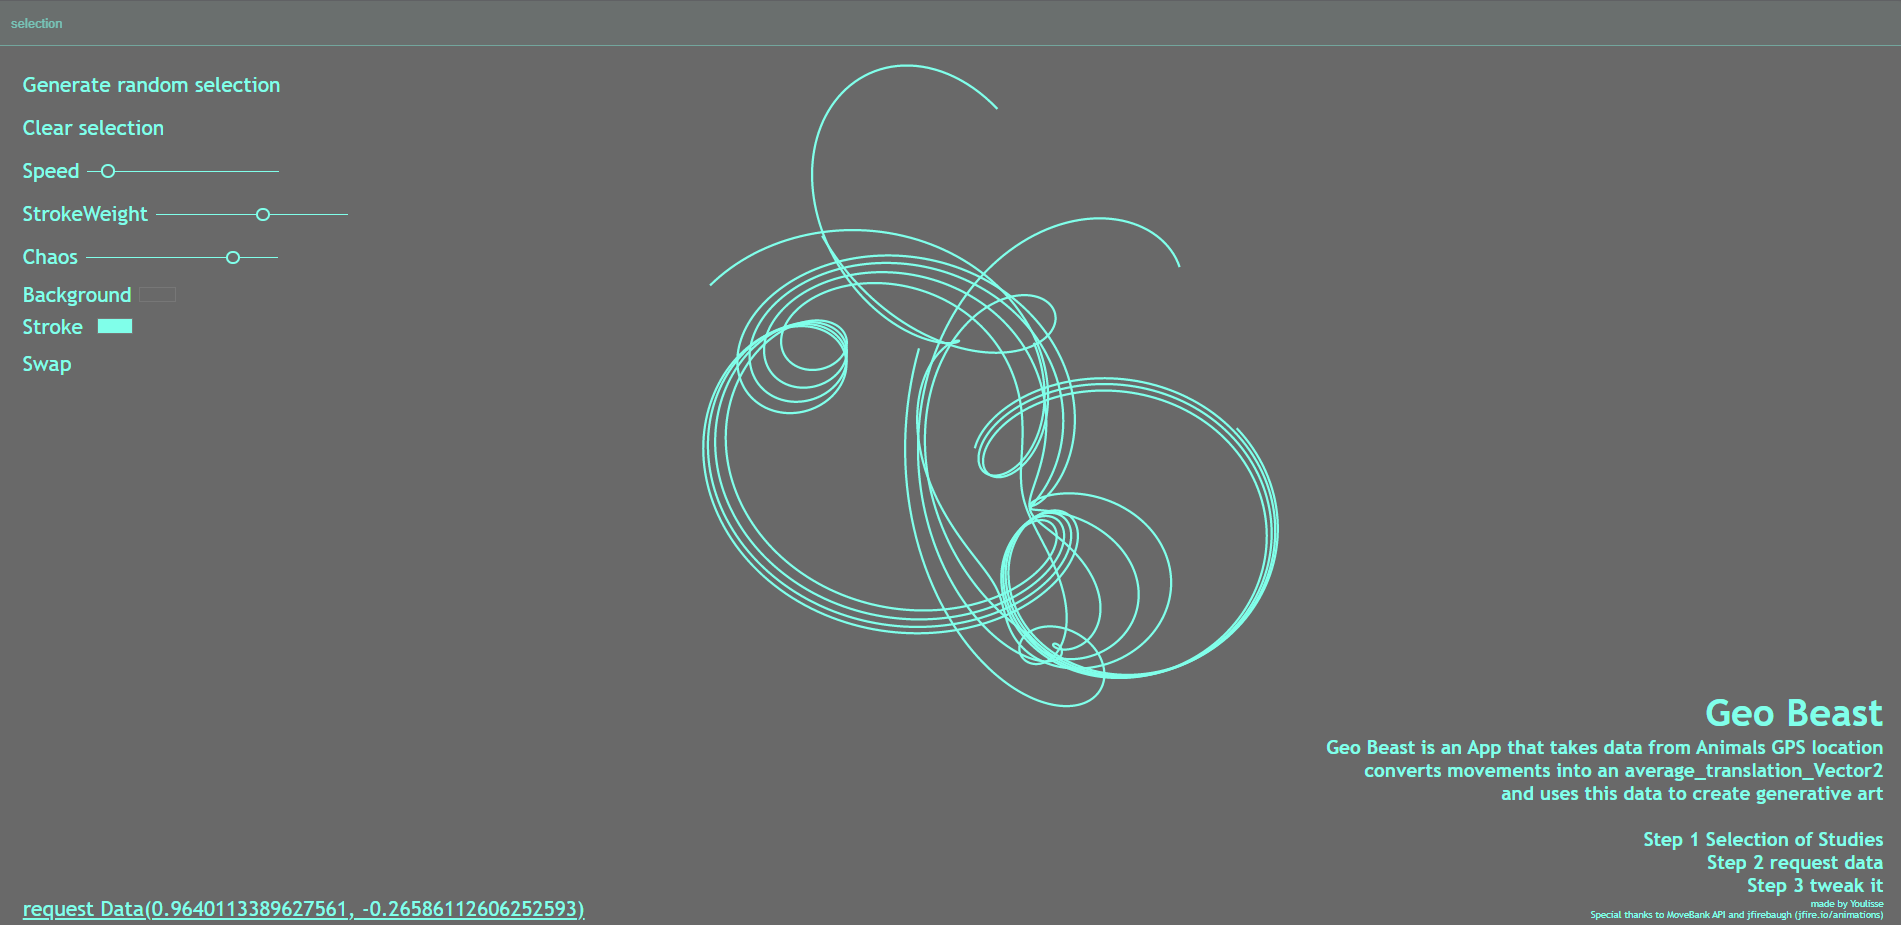 selection
Generate random selection
Clear selection
Speed
StrokeWeight
Chaos
Background
Stroke
Swap
Geo Beast
Geo Beast is an App that takes data from Animals GPS location
converts movements into an average_translation_Vector2
and uses this data to create generative art
Step 1 Selection of Studies
Step 2 request data
Step 3 tweak it
made by Youlisse
Special thanks to MoveBank API and jfirebaugh (jfire.io/animations)
request Data(0.9640113389627561, -0.26586112606252593)